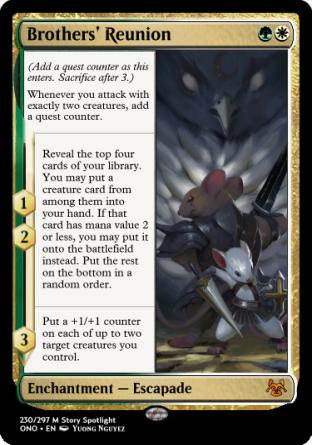 Brothers' Reunion
(Add a quest counter as this
enters. Sacrifice after 3.)
Whenever you attack with
exactly two creatures, add
a quest counter.
1
2
Reveal the top four
cards of your library.
You may put a
creature card from
among them into
your hand. If that
card has mana value 2
or less, you may put it
onto the battlefield
instead. Put the rest
on the bottom in a
random order.
3
Put a +1/+1 counter
on each of up to two
target creatures you
control.
Enchantment — Escapade
230/297 M Story Spotlight
ONO • EN Yuong Nguyez